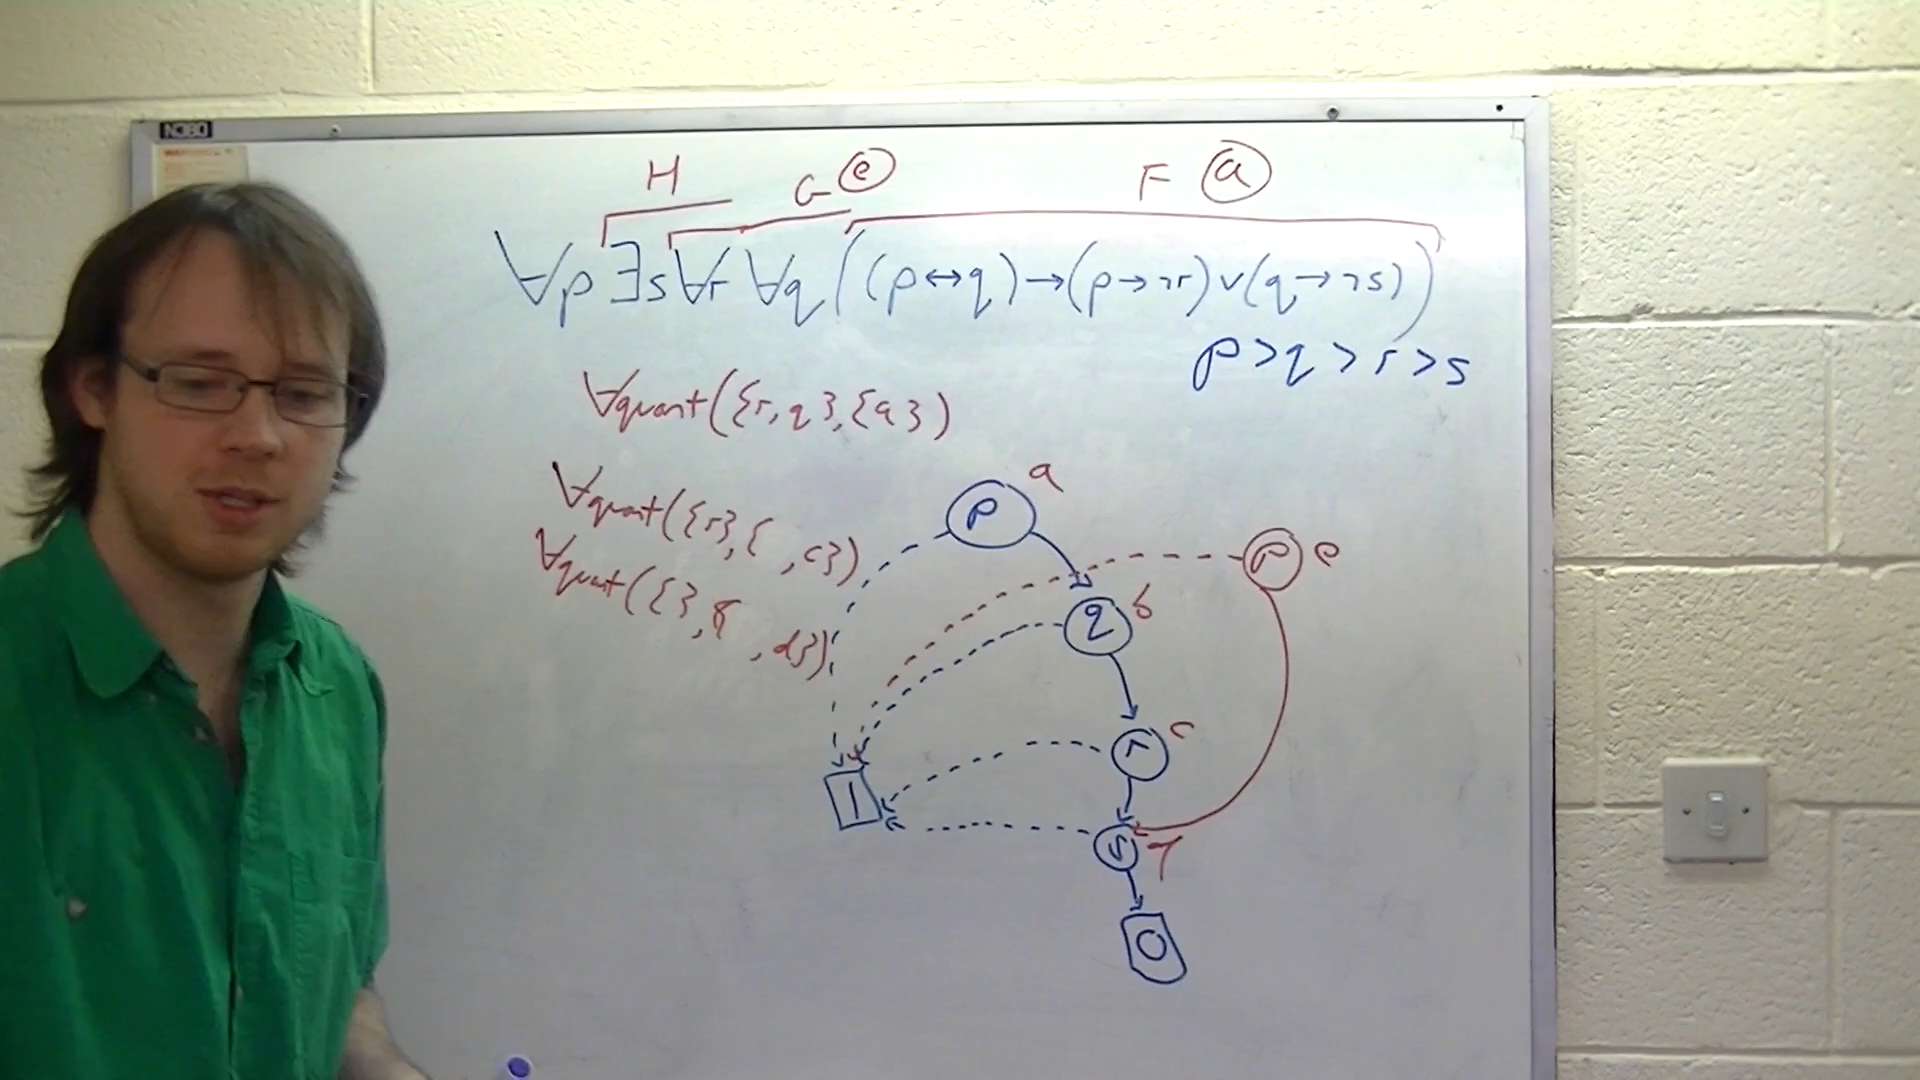 NOBO
H G e F a
∀p ∃s ∀r ∀q ((p↔q)→(p→¬r)∨(q→¬s))
p>q>r>s
∀quant({r,q},{a})
∀quant({r},{ ,c})
∀quant({},{ ,d})
p a
p e
q b
r c
1
s
0